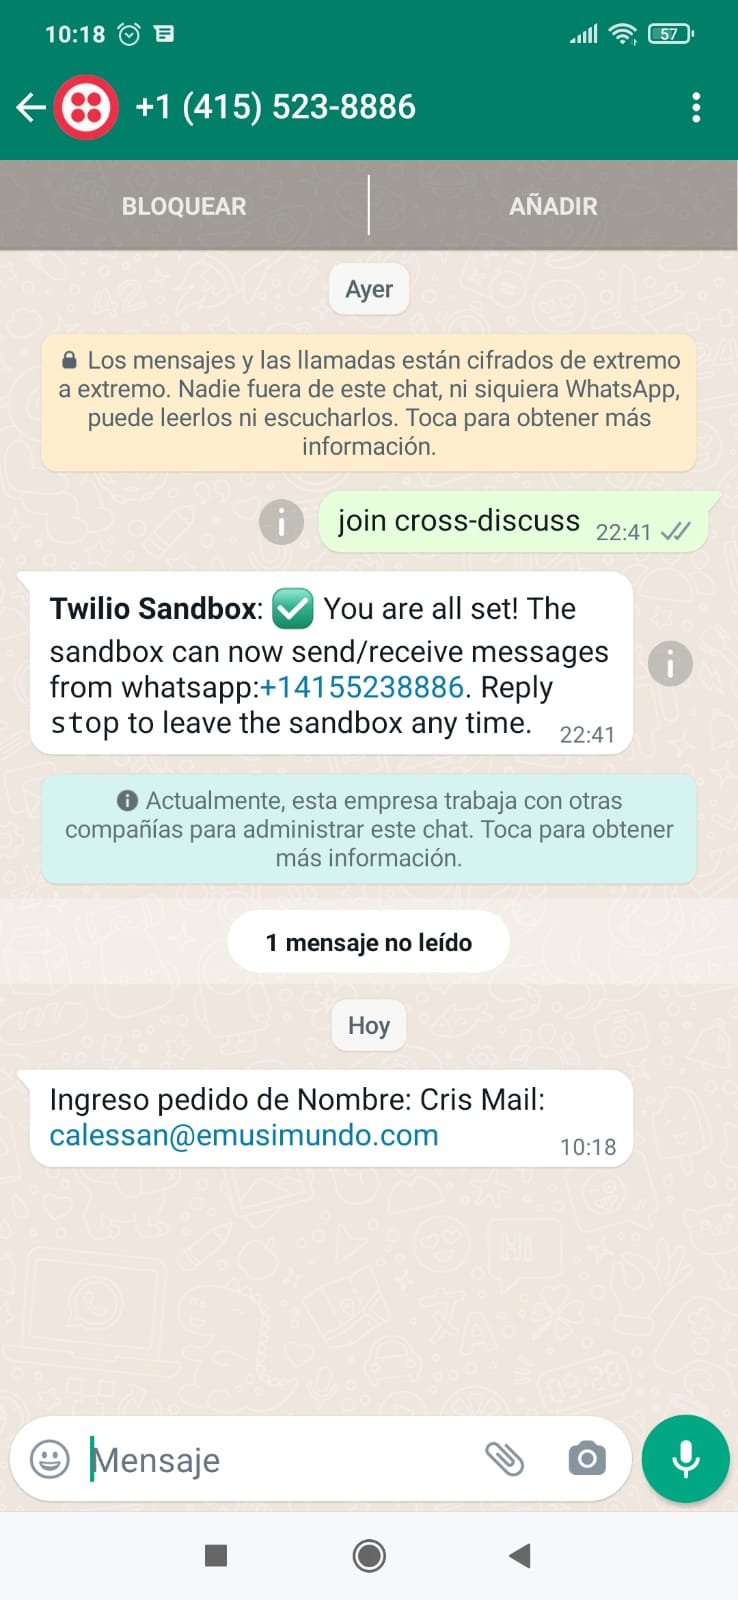 10:18
57
+1 (415) 523-8886
BLOQUEAR
AÑADIR
Ayer
Los mensajes y las llamadas están cifrados de extremo
a extremo. Nadie fuera de este chat, ni siquiera WhatsApp,
puede leerlos ni escucharlos. Toca para obtener más
información.
join cross-discuss 22:41
Twilio Sandbox: ✅ You are all set! The
sandbox can now send/receive messages
from whatsapp:+14155238886. Reply
stop to leave the sandbox any time. 22:41
Actualmente, esta empresa trabaja con otras
compañías para administrar este chat. Toca para obtener
más información.
1 mensaje no leído
Hoy
Ingreso pedido de Nombre: Cris Mail:
calessan@emusimundo.com 10:18
Mensaje